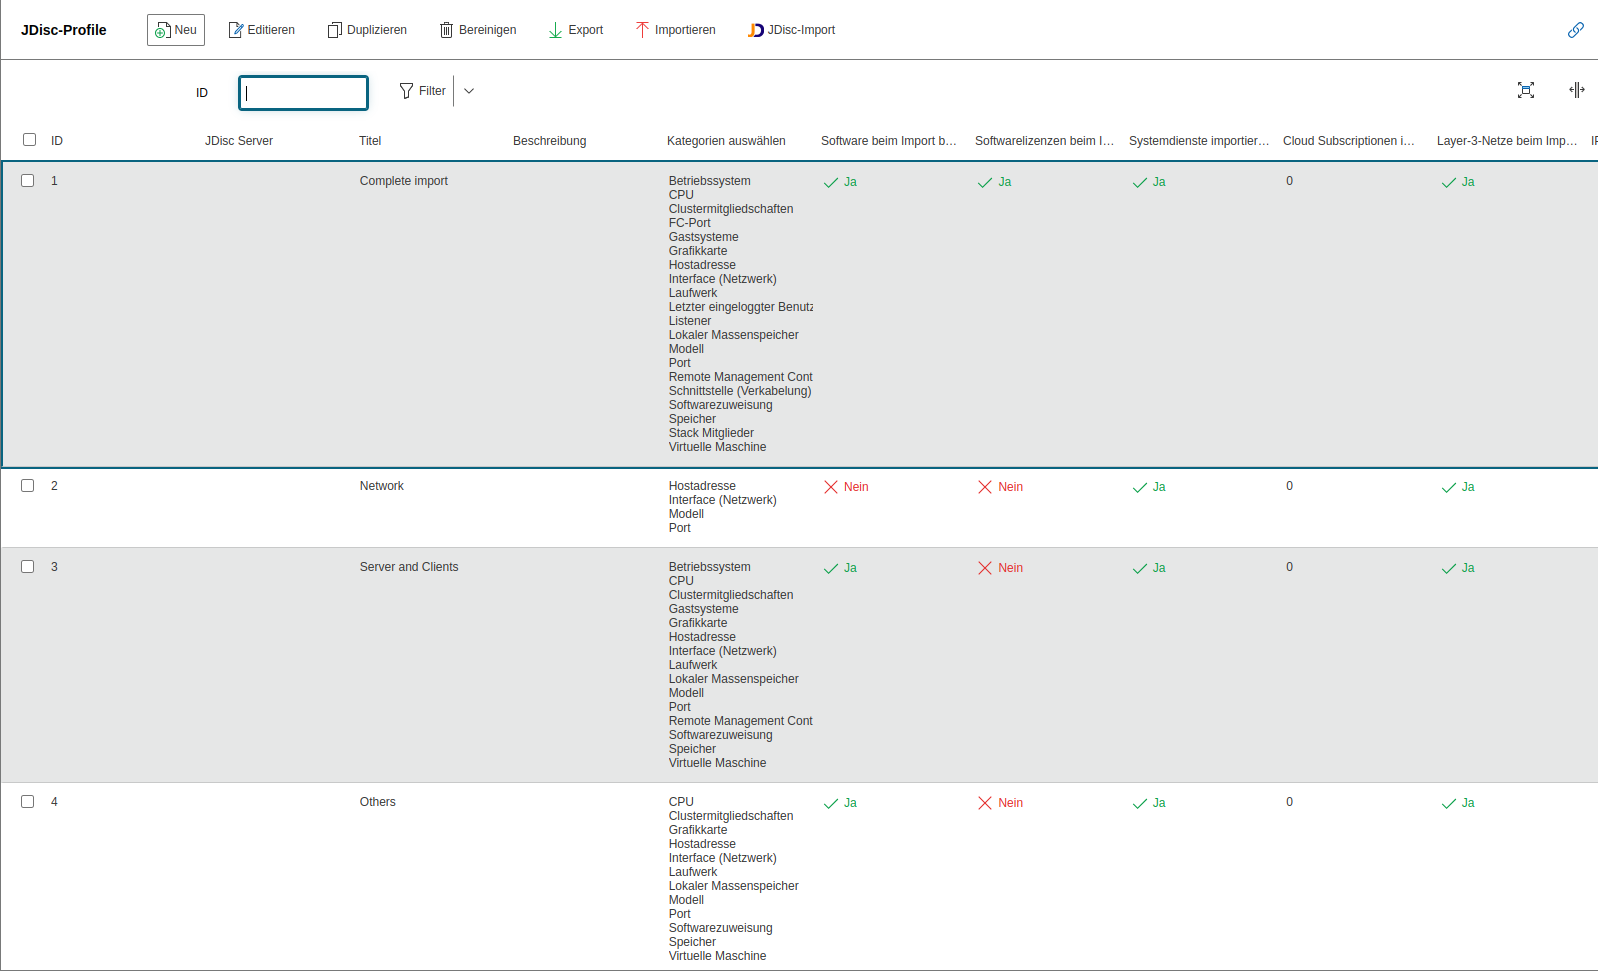 JDisc-Profile Neu Editieren Duplizieren Bereinigen Export Importieren JD JDisc-Import
ID Filter
ID JDisc Server Titel Beschreibung Kategorien auswählen Software beim Import b... Softwarelizenzen beim I... Systemdienste importier... Cloud Subscriptionen i... Layer-3-Netze beim Imp...
1 Complete import Betriebssystem Ja Ja Ja 0 Ja
CPU
Clustermitgliedschaften
FC-Port
Gastsysteme
Grafikkarte
Hostadresse
Interface (Netzwerk)
Laufwerk
Letzter eingeloggter Benutz
Listener
Lokaler Massenspeicher
Modell
Port
Remote Management Cont
Schnittstelle (Verkabelung)
Softwarezuweisung
Speicher
Stack Mitglieder
Virtuelle Maschine
2 Network Hostadresse Nein Nein Ja 0 Ja
Interface (Netzwerk)
Modell
Port
3 Server and Clients Betriebssystem Ja Nein Ja 0 Ja
CPU
Clustermitgliedschaften
Gastsysteme
Grafikkarte
Hostadresse
Interface (Netzwerk)
Laufwerk
Lokaler Massenspeicher
Modell
Port
Remote Management Cont
Softwarezuweisung
Speicher
Virtuelle Maschine
4 Others CPU Ja Nein Ja 0 Ja
Clustermitgliedschaften
Grafikkarte
Hostadresse
Interface (Netzwerk)
Laufwerk
Lokaler Massenspeicher
Modell
Port
Softwarezuweisung
Speicher
Virtuelle Maschine